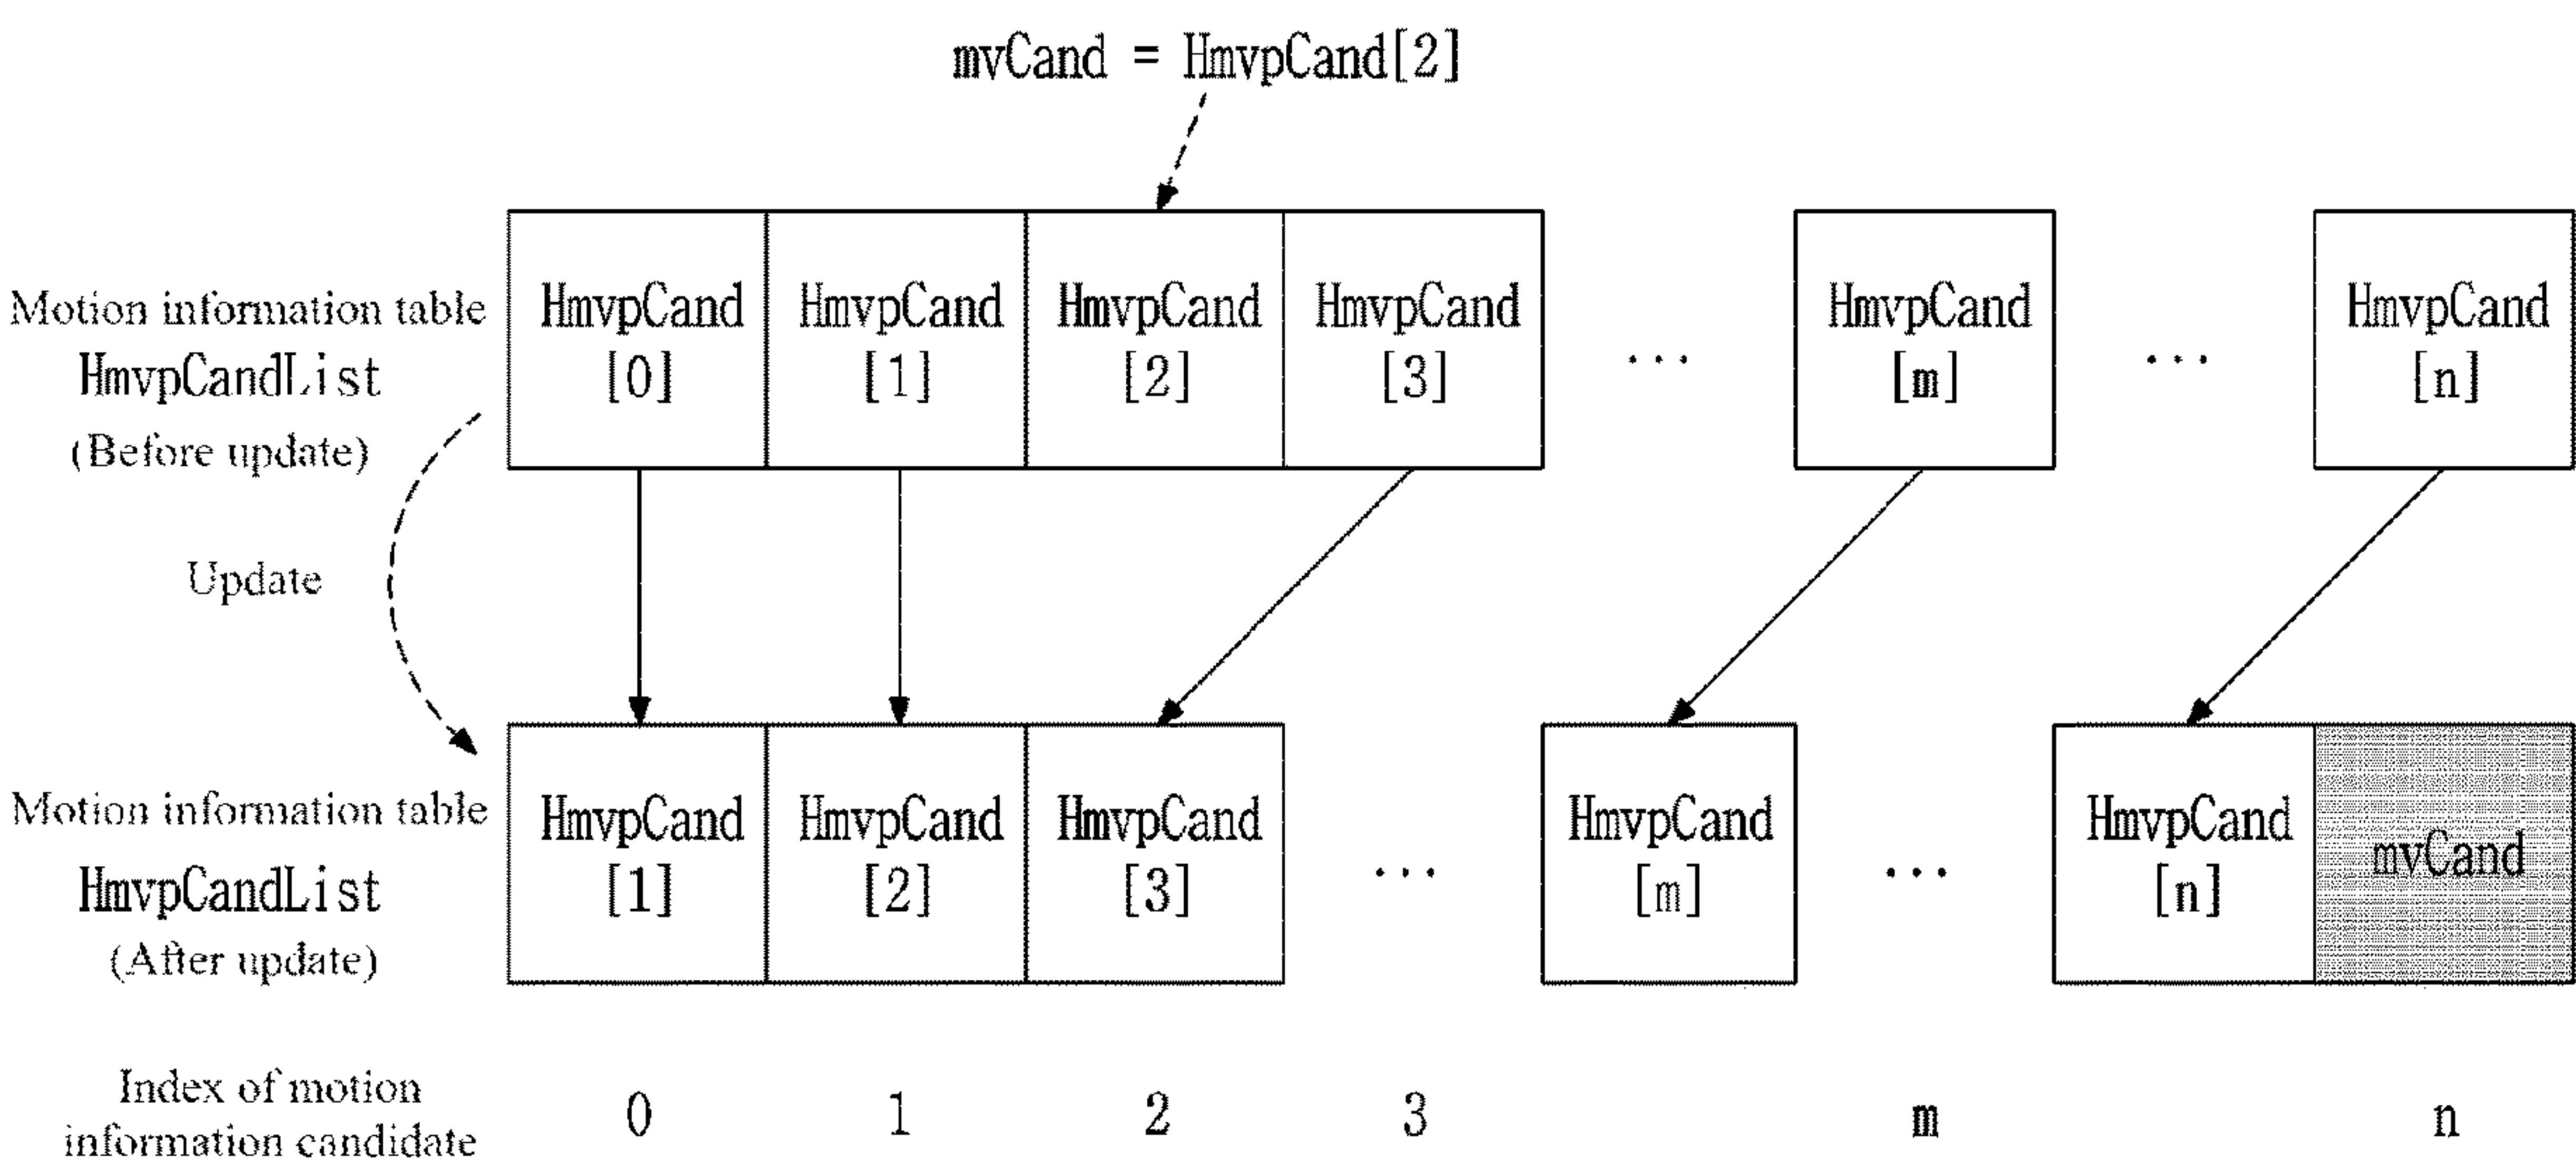 mvCand = HmvpCand[2]
Motion information table
HmvpCandList
(Before update)
HmvpCand
[0]
HmvpCand
[1]
HmvpCand
[2]
HmvpCand
[3]
...
HmvpCand
[m]
...
HmvpCand
[n]
Update
Motion information table
HmvpCandList
(After update)
HmvpCand
[1]
HmvpCand
[2]
HmvpCand
[3]
...
HmvpCand
[m]
...
HmvpCand
[n]
mvCand
Index of motion
information candidate
0
1
2
3
m
n